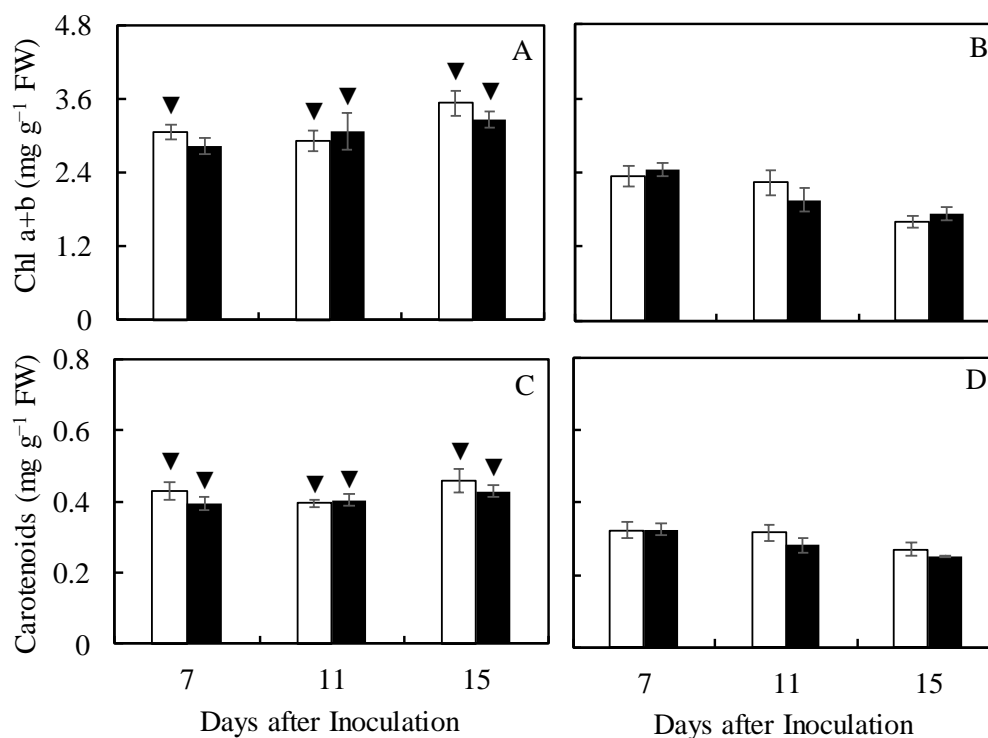 4.8
A
B
3.6
2.4
1.2
0
Chl a+b (mg g⁻¹ FW)
0.8
C
D
0.6
0.4
0.2
0
Carotenoids (mg g⁻¹ FW)
7 11 15
7 11 15
Days after Inoculation
Days after Inoculation